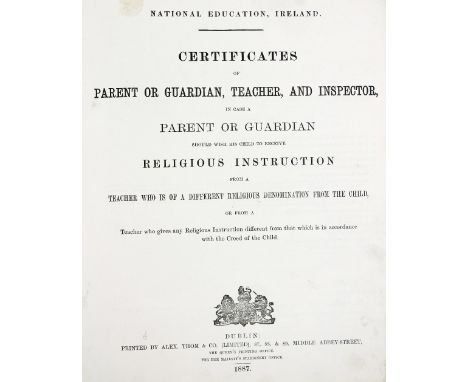 NATIONAL EDUCATION, IRELAND.
CERTIFICATES
OF
PARENT OR GUARDIAN, TEACHER, AND INSPECTOR,
IN CASE A
PARENT OR GUARDIAN
SHOULD WISH HIS CHILD TO RECEIVE
RELIGIOUS INSTRUCTION
FROM A
TEACHER WHO IS OF A DIFFERENT RELIGIOUS DENOMINATION FROM THE CHILD,
OR FROM A
Teacher who gives any Religious Instruction different from that which is in accordance
with the Creed of the Child.
DUBLIN:
PRINTED BY ALEX. THOM & CO. (LIMITED), 87, 88, & 89, MIDDLE ABBEY-STREET,
THE QUEEN'S PRINTING OFFICE.
FOR HER MAJESTY'S STATIONERY OFFICE.
1887.